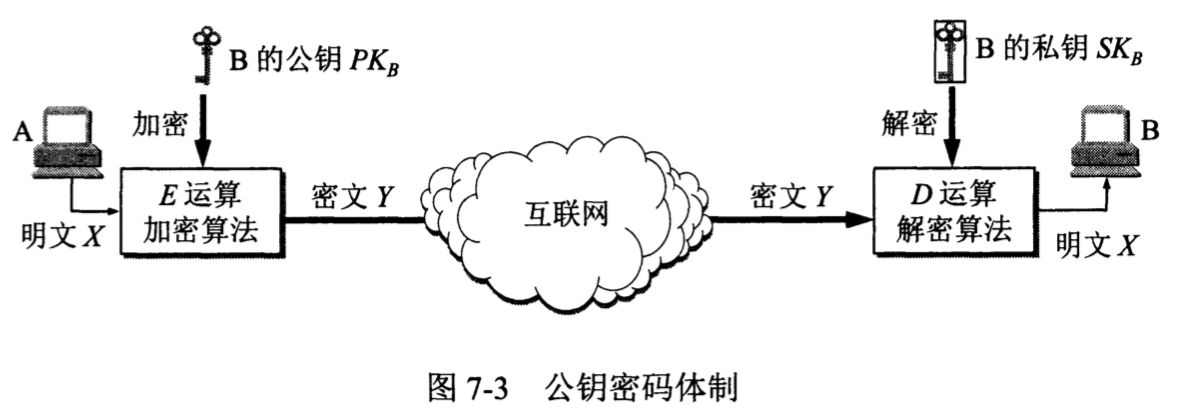 B 的公钥 PK_B
B 的私钥 SK_B
加密
解密
A
B
E 运算
加密算法
密文 Y
互联网
密文 Y
D 运算
解密算法
明文 X
明文 X
图 7-3 公钥密码体制